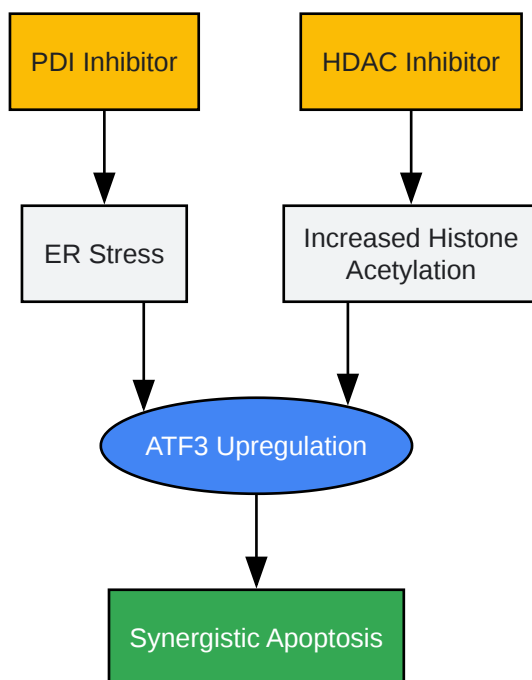 PDI Inhibitor
HDAC Inhibitor
ER Stress
Increased Histone
Acetylation
ATF3 Upregulation
Synergistic Apoptosis